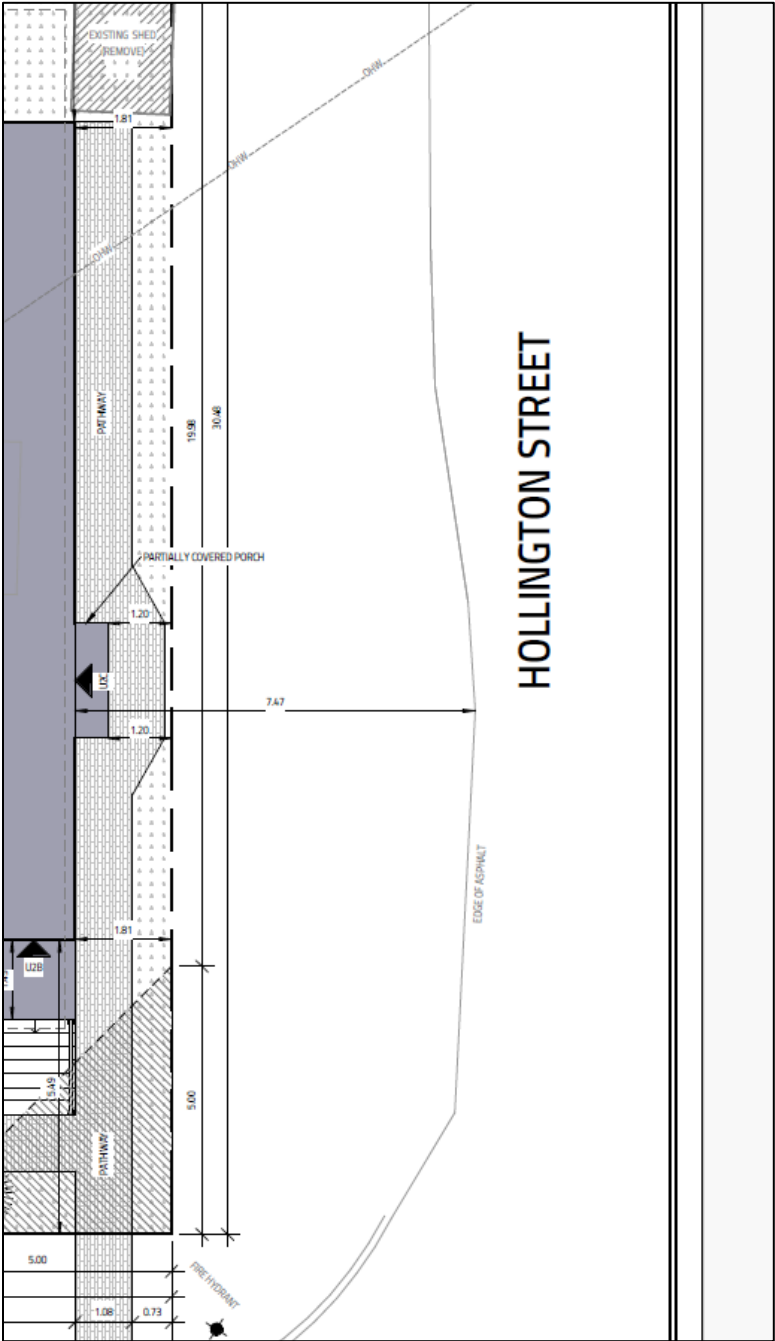 EXISTING SHED
(REMOVE)
OHW
1.81
OHW
OHW
HOLLINGTON STREET
PATHWAY
19.98
30.48
PARTIALLY COVERED PORCH
1.20
U2C
7.47
1.20
EDGE OF ASPHALT
1.81
U2B
5.49
5.00
PATHWAY
5.00
FIRE HYDRANT
1.08
0.73